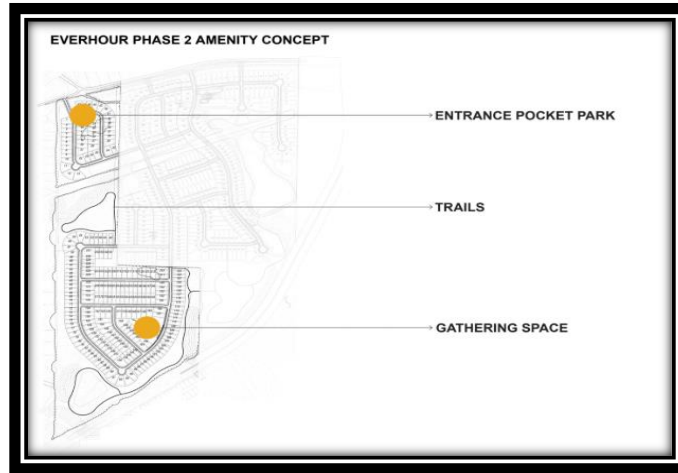 EVERHOUR PHASE 2 AMENITY CONCEPT
ENTRANCE POCKET PARK
TRAILS
GATHERING SPACE